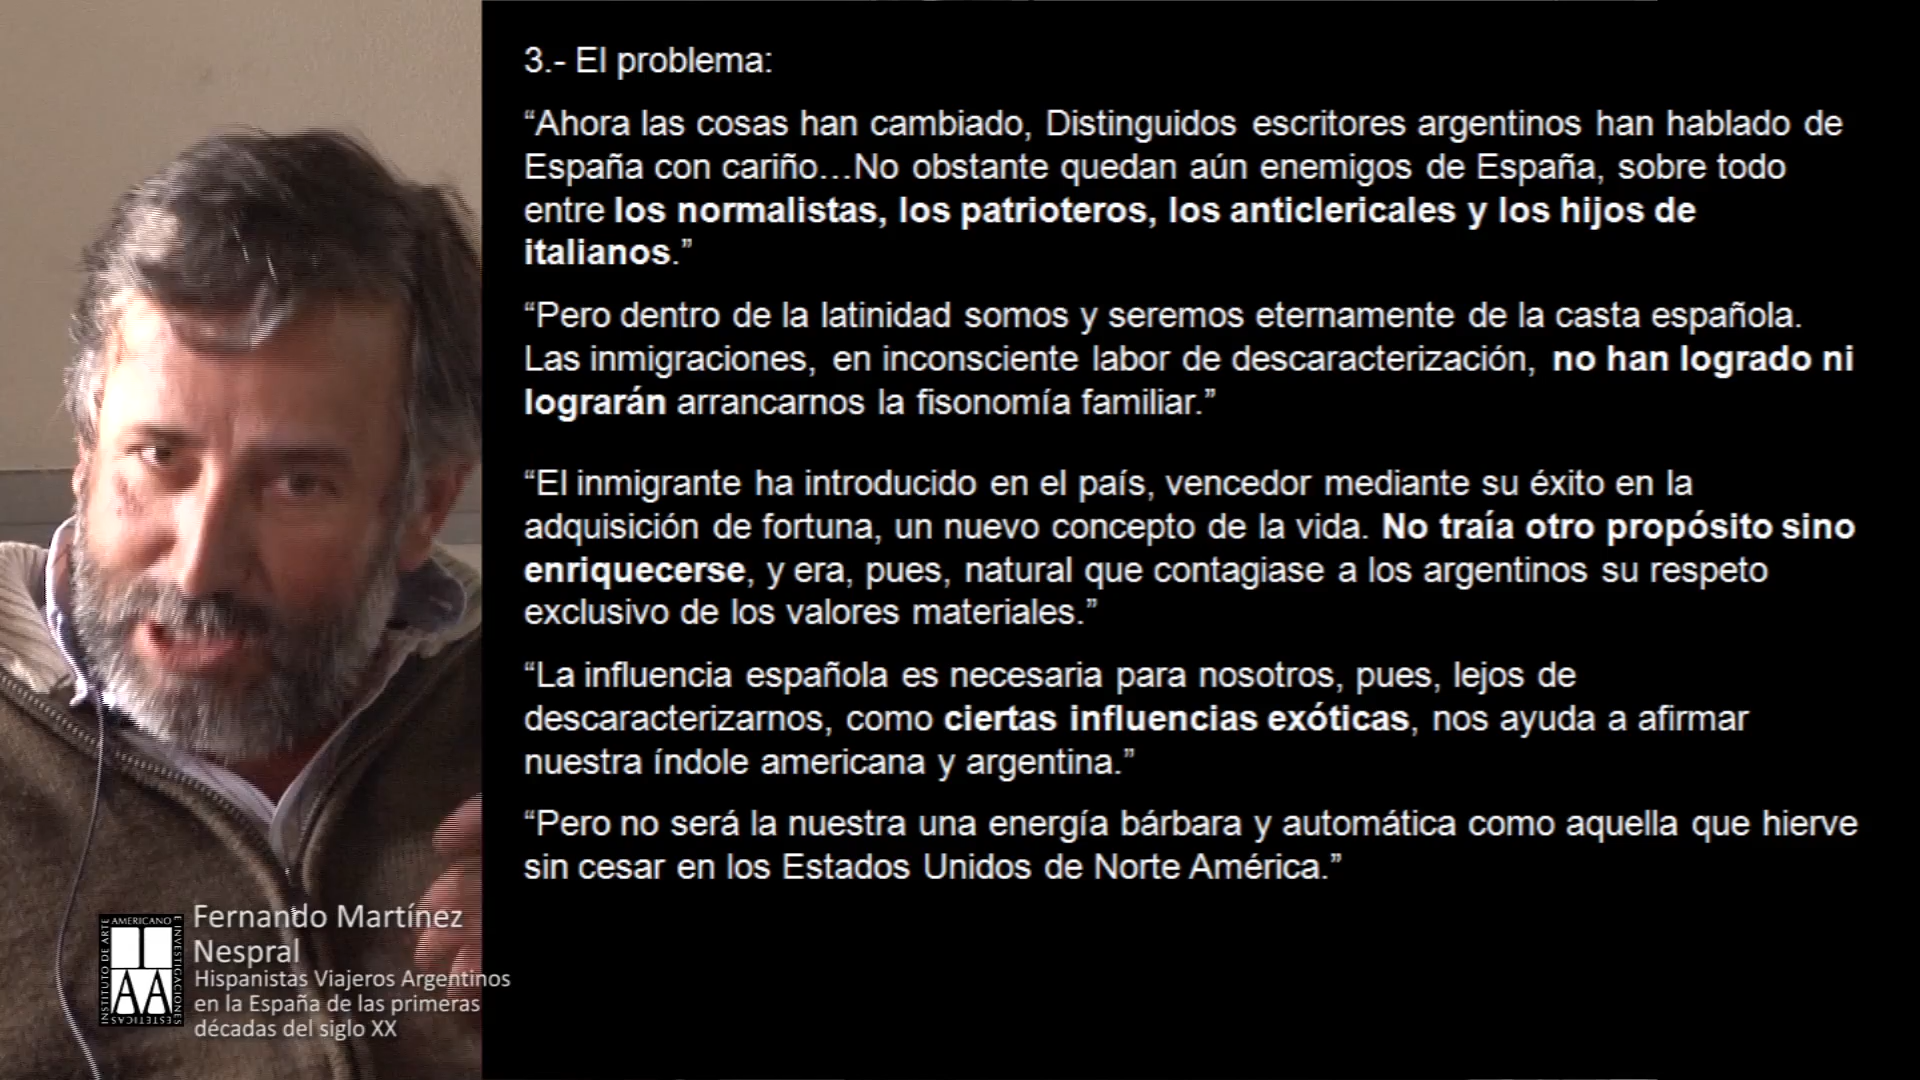 3.- El problema:
“Ahora las cosas han cambiado, Distinguidos escritores argentinos han hablado de
España con cariño…No obstante quedan aún enemigos de España, sobre todo
entre los normalistas, los patrioteros, los anticlericales y los hijos de
italianos.”
“Pero dentro de la latinidad somos y seremos eternamente de la casta española.
Las inmigraciones, en inconsciente labor de descaracterización, no han logrado ni
lograrán arrancarnos la fisonomía familiar.”
“El inmigrante ha introducido en el país, vencedor mediante su éxito en la
adquisición de fortuna, un nuevo concepto de la vida. No traía otro propósito sino
enriquecerse, y era, pues, natural que contagiase a los argentinos su respeto
exclusivo de los valores materiales.”
“La influencia española es necesaria para nosotros, pues, lejos de
descaracterizarnos, como ciertas influencias exóticas, nos ayuda a afirmar
nuestra índole americana y argentina.”
“Pero no será la nuestra una energía bárbara y automática como aquella que hierve
sin cesar en los Estados Unidos de Norte América.”
INSTITUTO DE ARTE
AMERICANO
E INVESTIGACIONES
ESTETICAS
AA
Fernando Martínez
Nespral
Hispanistas Viajeros Argentinos
en la España de las primeras
décadas del siglo XX